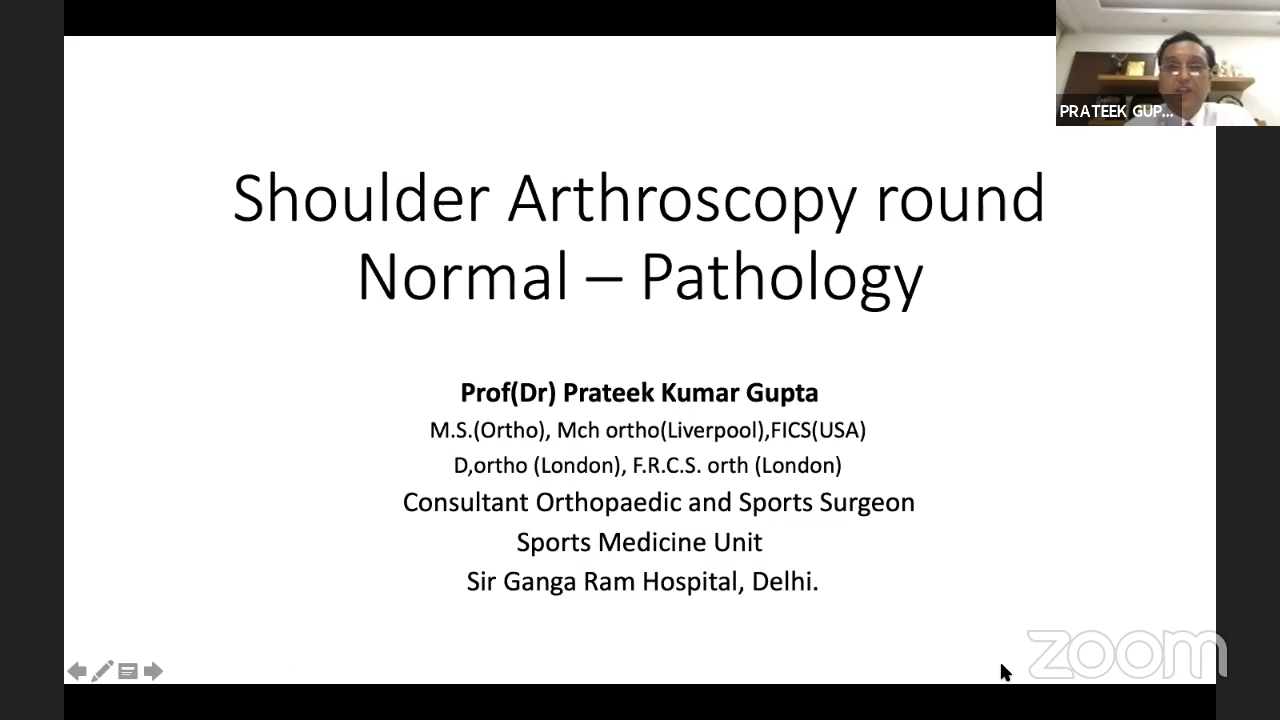 PRATEEK GUP...
Shoulder Arthroscopy round
Normal – Pathology
Prof(Dr) Prateek Kumar Gupta
M.S.(Ortho), Mch ortho(Liverpool),FICS(USA)
D,ortho (London), F.R.C.S. orth (London)
Consultant Orthopaedic and Sports Surgeon
Sports Medicine Unit
Sir Ganga Ram Hospital, Delhi.
zoom